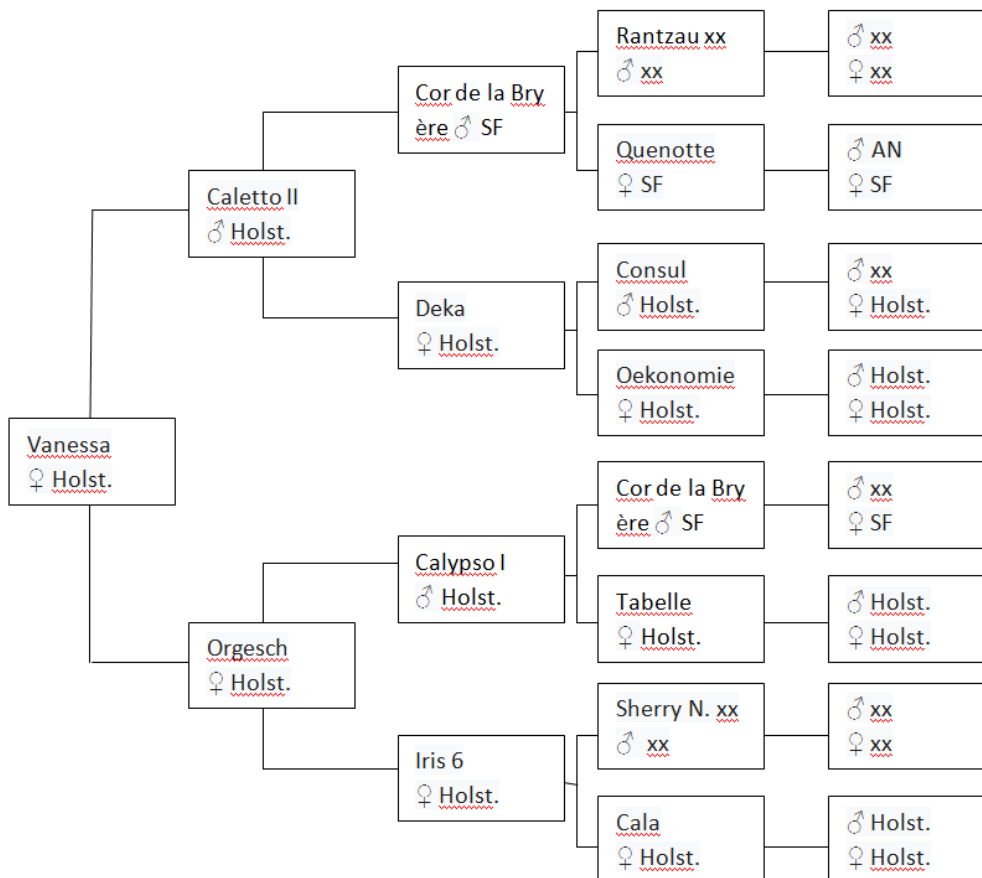 Vanessa
♀ Holst.
Caletto II
♂ Holst.
Cor de la Bry
ère ♂ SF
Rantzau xx
♂ xx
♂ xx
♀ xx
Quenotte
♀ SF
♂ AN
♀ SF
Deka
♀ Holst.
Consul
♂ Holst.
♂ xx
♀ Holst.
Oekonomie
♀ Holst.
♂ Holst.
♀ Holst.
Orgesch
♀ Holst.
Calypso I
♂ Holst.
Cor de la Bry
ère ♂ SF
♂ xx
♀ SF
Tabelle
♀ Holst.
♂ Holst.
♀ Holst.
Iris 6
♀ Holst.
Sherry N. xx
♂ xx
♂ xx
♀ xx
Cala
♀ Holst.
♂ Holst.
♀ Holst.